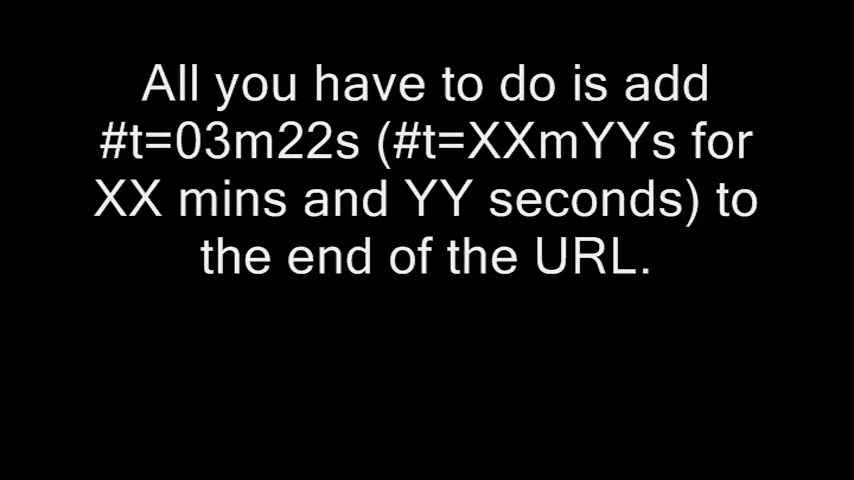 All you have to do is add
#t=03m22s (#t=XXmYYs for
XX mins and YY seconds) to
the end of the URL.